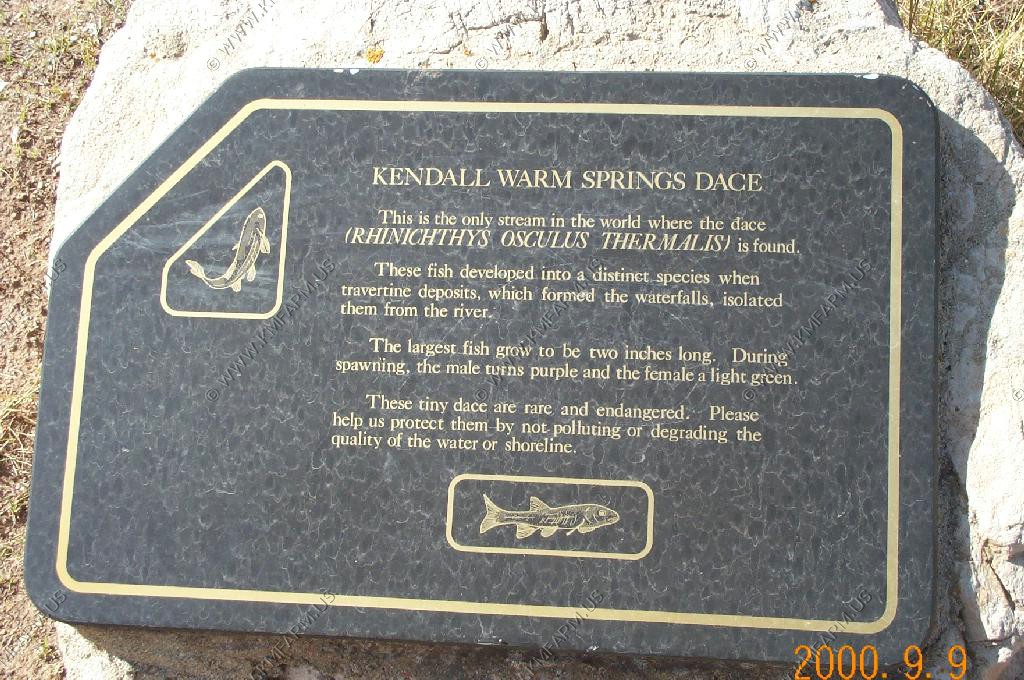 KENDALL WARM SPRINGS DACE
This is the only stream in the world where the dace
(RHINICHTHYS OSCULUS THERMALIS) is found.
These fish developed into a distinct species when
travertine deposits, which formed the waterfalls, isolated
them from the river.
The largest fish grow to be two inches long. During
spawning, the male turns purple and the female a light green.
These tiny dace are rare and endangered. Please
help us protect them by not polluting or degrading the
quality of the water or shoreline.
2000. 9. 9
© WWW.KMFARM.US